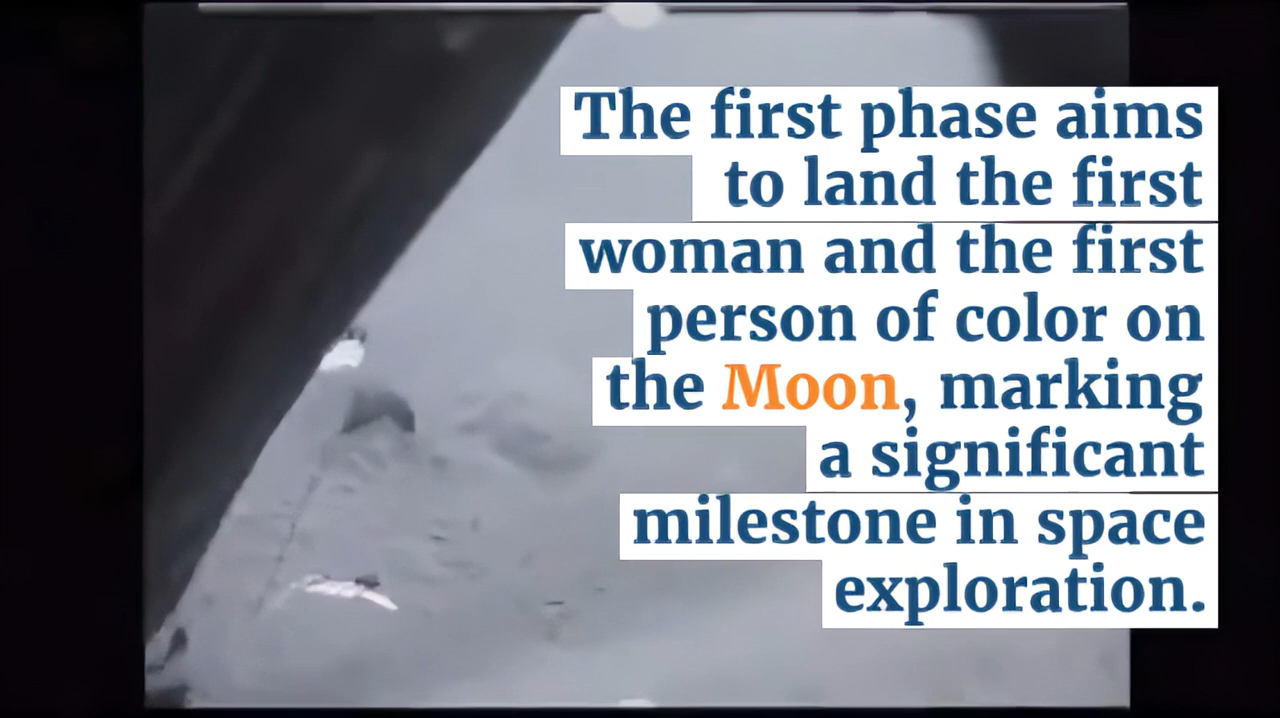 The first phase aims
to land the first
woman and the first
person of color on
the Moon, marking
a significant
milestone in space
exploration.